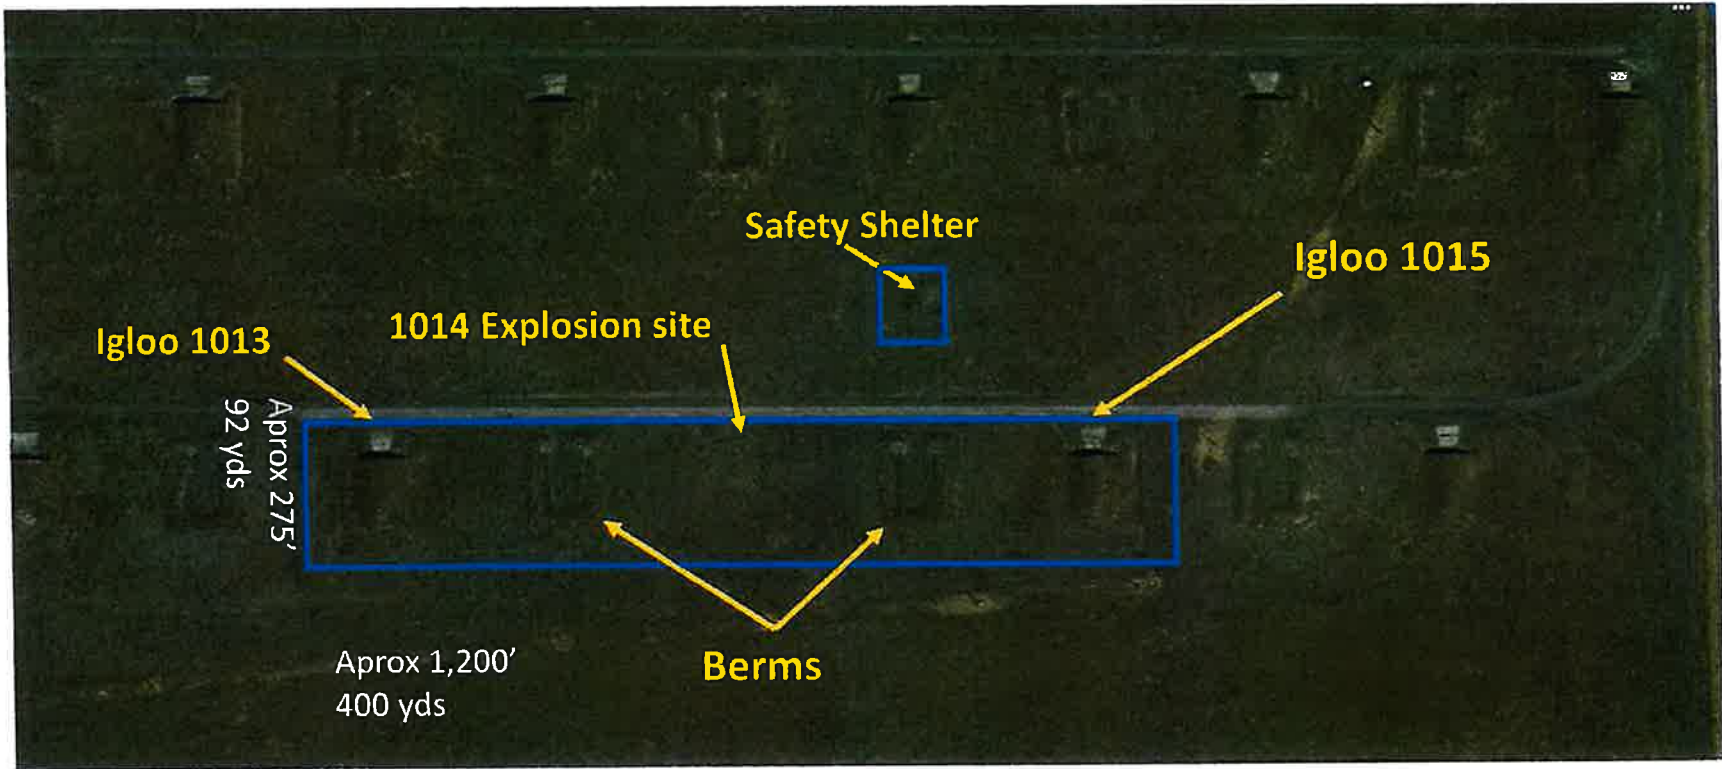 Safety Shelter
Igloo 1015
1014 Explosion site
Igloo 1013
Aprox 275’
92 yds
Berms
Aprox 1,200’
400 yds